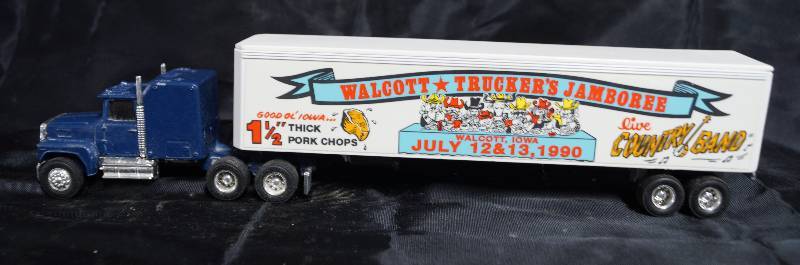 WALCOTT ★ TRUCKER'S JAMBOREE
GOOD OL' IOWA...
1½" THICK
PORK CHOPS
WALCOTT, IOWA
JULY 12 & 13, 1990
live
COUNTRY BAND